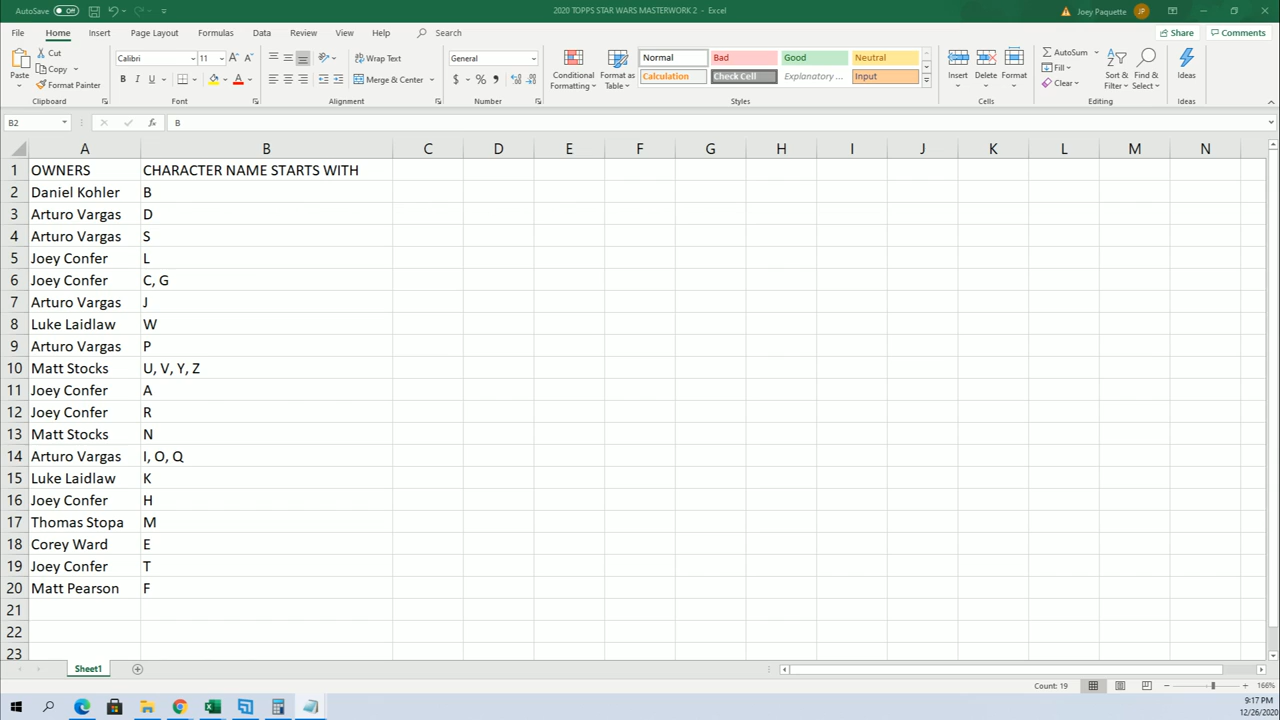 AutoSave Off
2020 TOPPS STAR WARS MASTERWORK 2 - Excel
Joey Paquette JP
File Home Insert Page Layout Formulas Data Review View Help Search
Share Comments
Paste Cut Copy Format Painter
Calibri 11
B I U A
Wrap Text
Merge & Center
General
$ % ,
Conditional Formatting
Format as Table
Normal Bad Good Neutral
Calculation Check Cell Explanatory ... Input
Insert Delete Format
AutoSum Fill Clear
Sort & Filter
Find & Select
Ideas
Clipboard Font Alignment Number Styles Cells Editing Ideas
B2 fx B
A B C D E F G H I J K L M N
1 OWNERS CHARACTER NAME STARTS WITH
2 Daniel Kohler B
3 Arturo Vargas D
4 Arturo Vargas S
5 Joey Confer L
6 Joey Confer C, G
7 Arturo Vargas J
8 Luke Laidlaw W
9 Arturo Vargas P
10 Matt Stocks U, V, Y, Z
11 Joey Confer A
12 Joey Confer R
13 Matt Stocks N
14 Arturo Vargas I, O, Q
15 Luke Laidlaw K
16 Joey Confer H
17 Thomas Stopa M
18 Corey Ward E
19 Joey Confer T
20 Matt Pearson F
21
22
23
Sheet1
Count: 19 166%
9:17 PM
12/26/2020